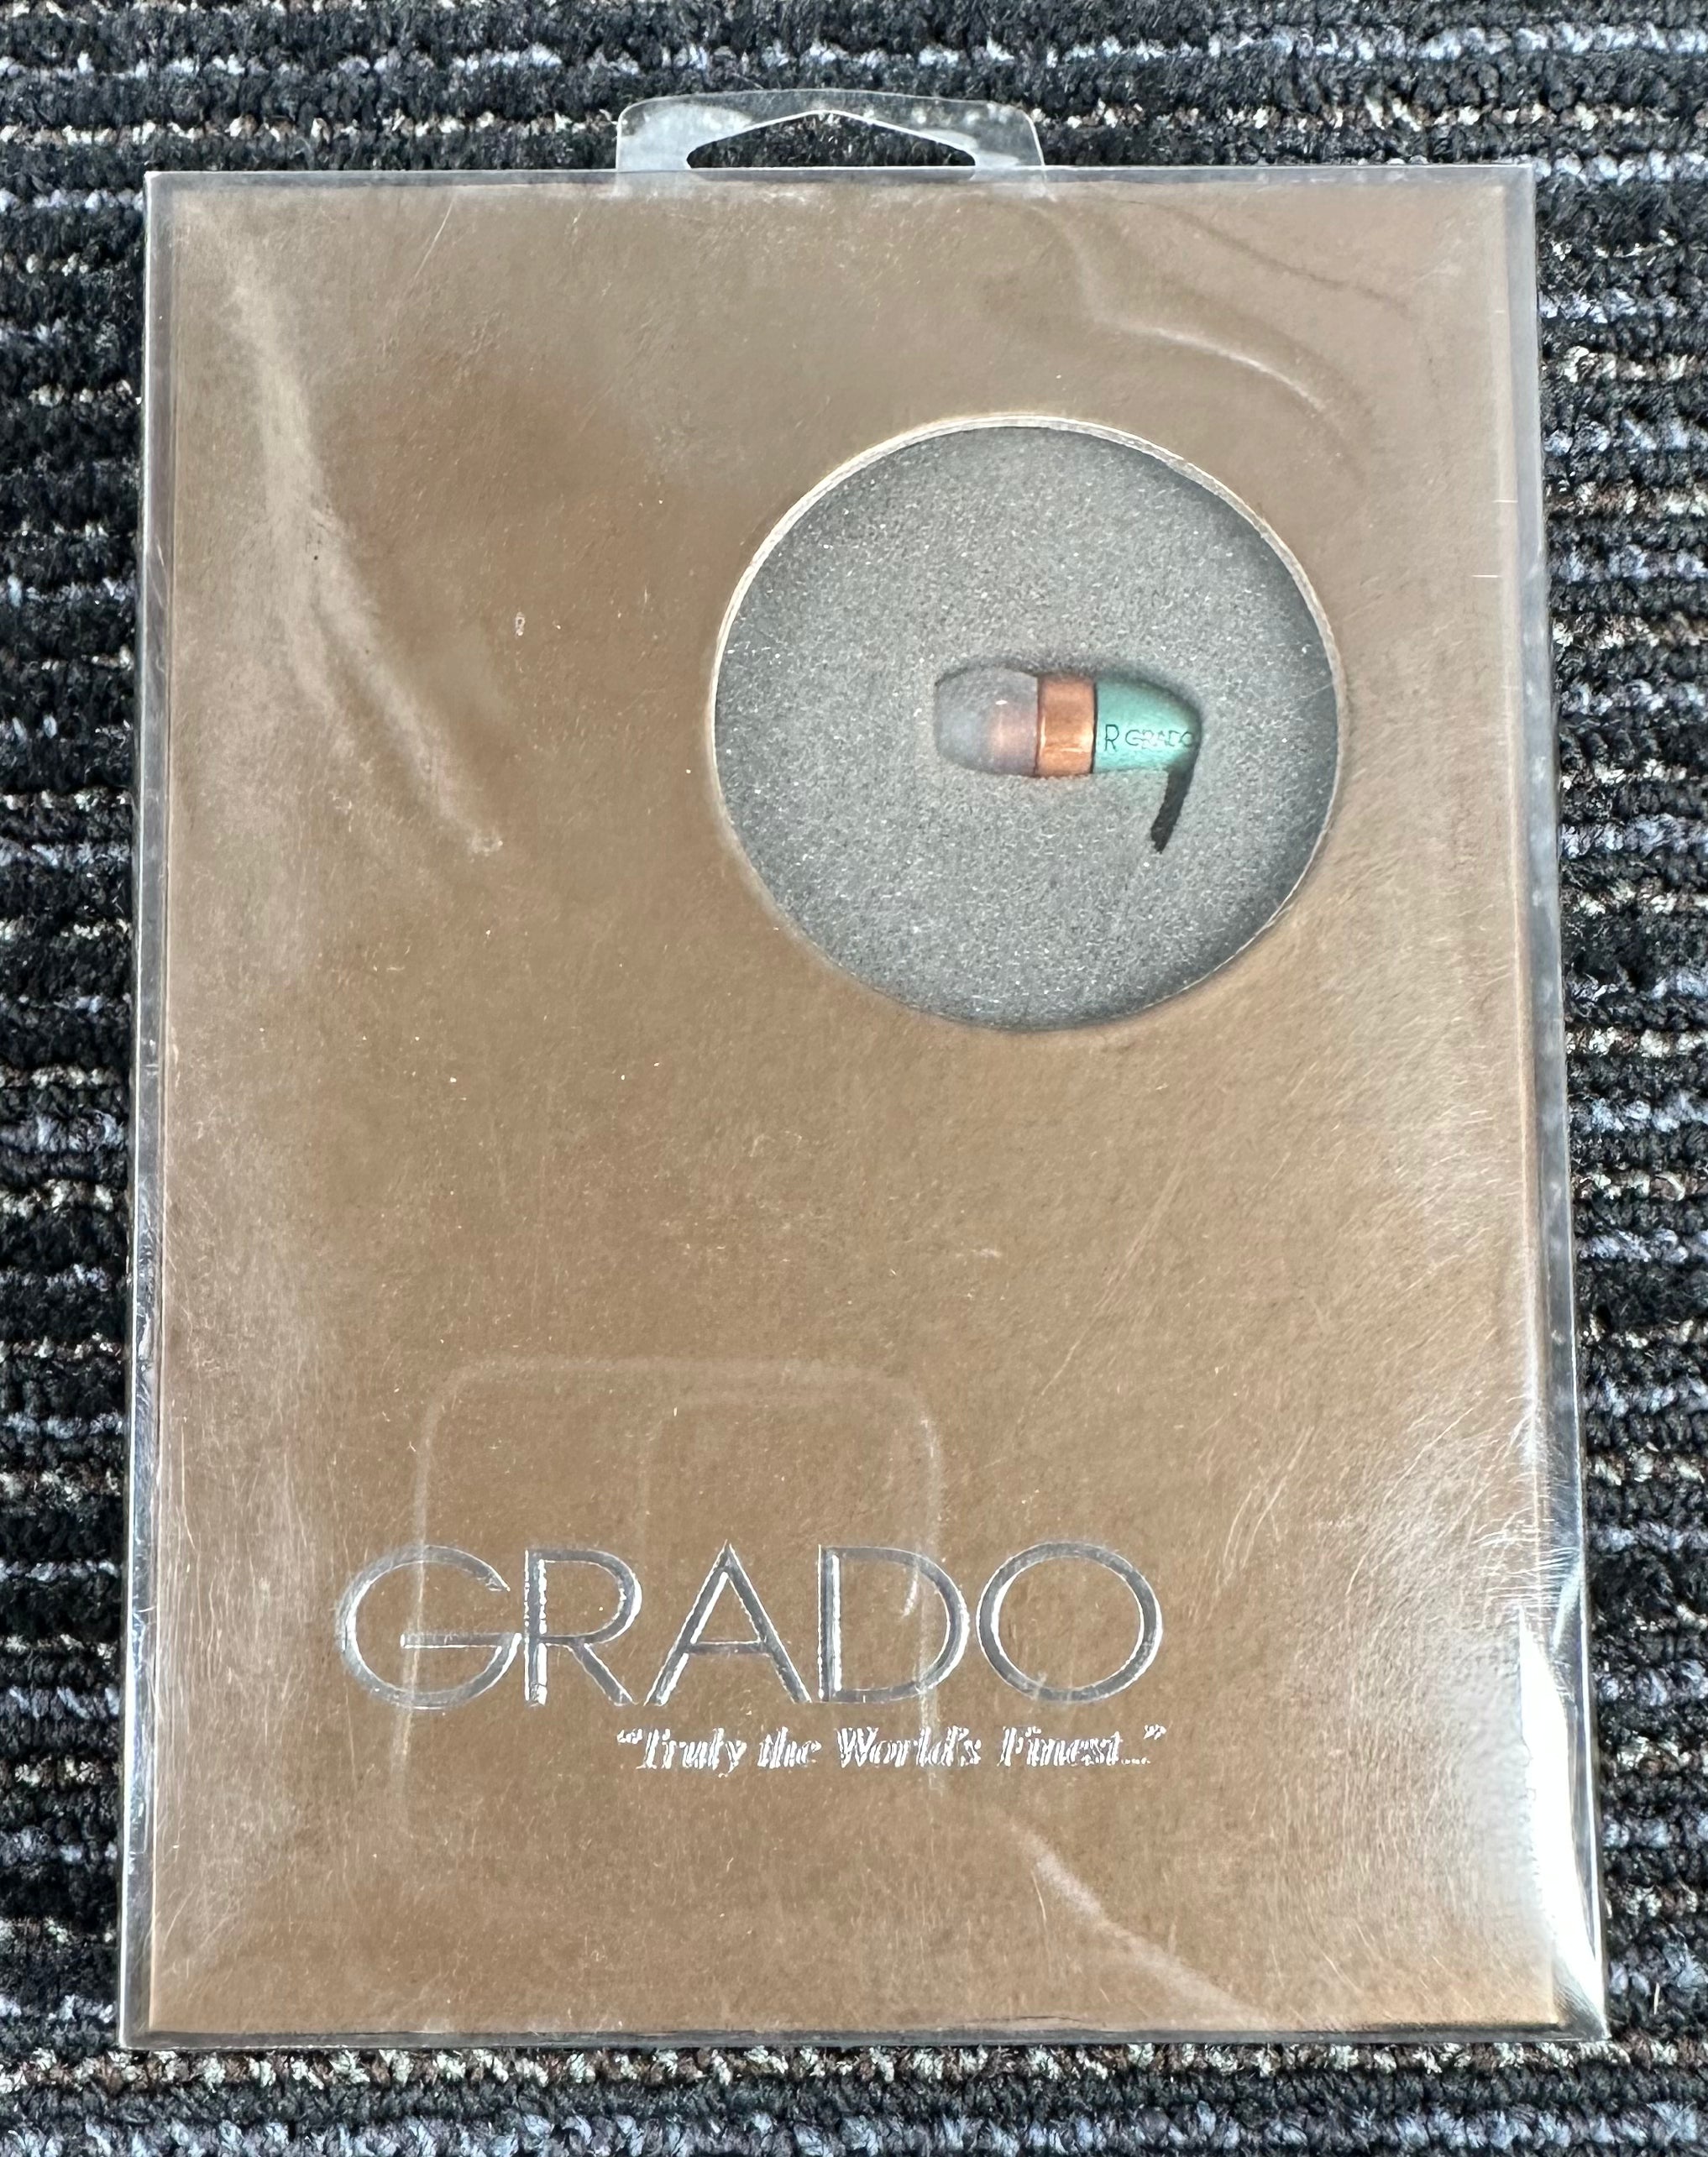 R GRADO
GRADO
“Truly the World's Finest...”